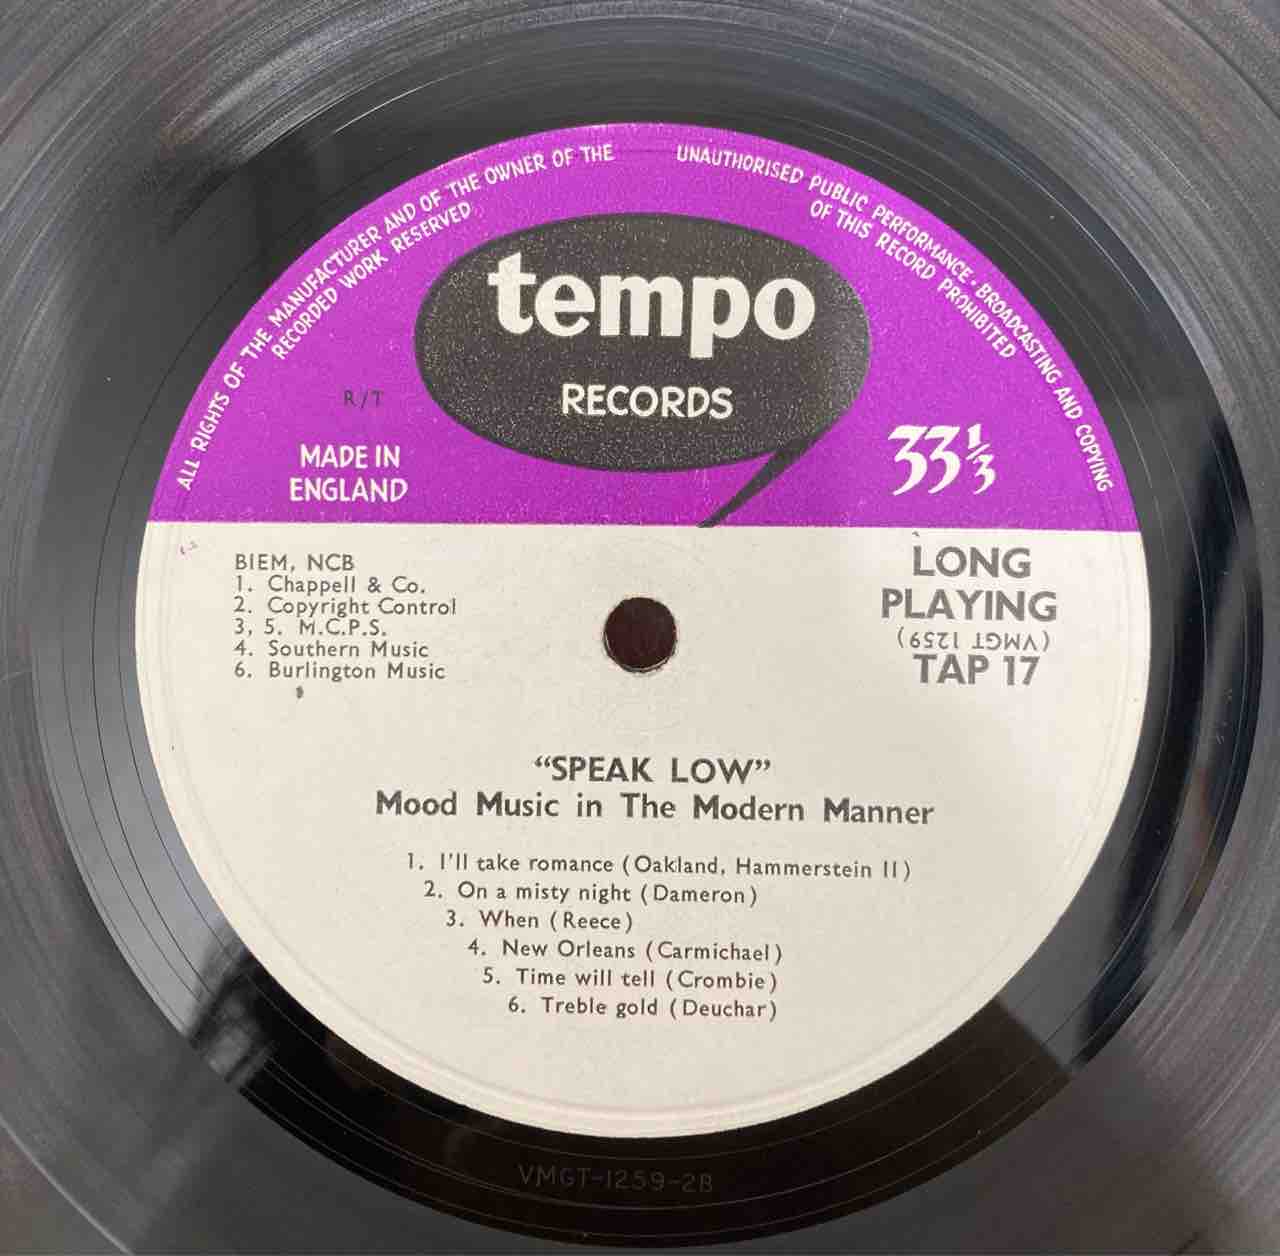 ALL RIGHTS OF THE MANUFACTURER AND OF THE OWNER OF THE
RECORDED WORK RESERVED
UNAUTHORISED PUBLIC PERFORMANCE · BROADCASTING AND COPYING
OF THIS RECORD PROHIBITED
tempo
RECORDS
R/T
MADE IN
ENGLAND
33⅓
BIEM, NCB
1. Chappell & Co.
2. Copyright Control
3, 5. M.C.P.S.
4. Southern Music
6. Burlington Music
LONG
PLAYING
(VMGT 1259)
TAP 17
“SPEAK LOW”
Mood Music in The Modern Manner
1. I'll take romance (Oakland, Hammerstein II)
2. On a misty night (Dameron)
3. When (Reece)
4. New Orleans (Carmichael)
5. Time will tell (Crombie)
6. Treble gold (Deuchar)
VMGT-1259-2B